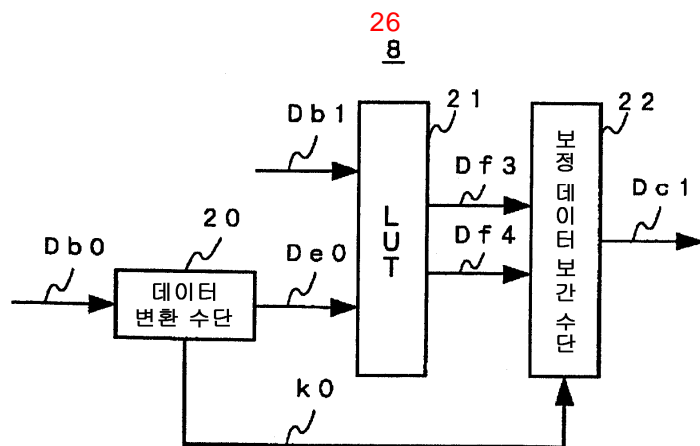 26
8
Db1
21
22
Df3
Dc1
20
Db0
De0
Df4
LUT
보정 데이터 보간 수단
데이터
변환 수단
k0